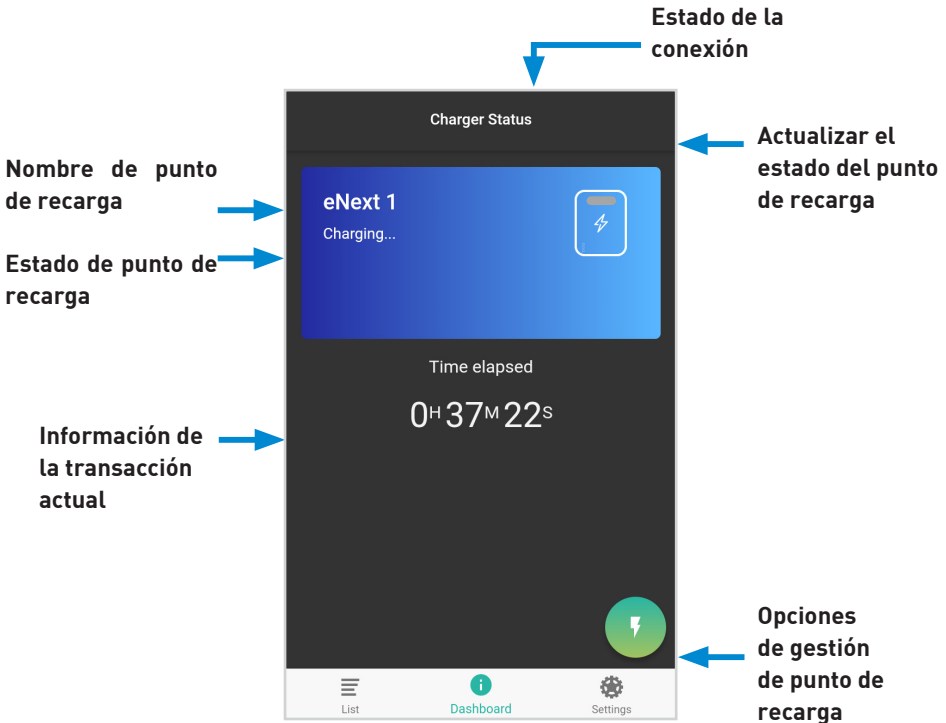 Estado de la
conexión
Charger Status
Actualizar el
estado del punto
de recarga
Nombre de punto
de recarga
eNext 1
Charging...
Estado de punto de
recarga
Time elapsed
0H 37M 22S
Información de
la transacción
actual
Opciones
de gestión
de punto de
recarga
List
Dashboard
Settings